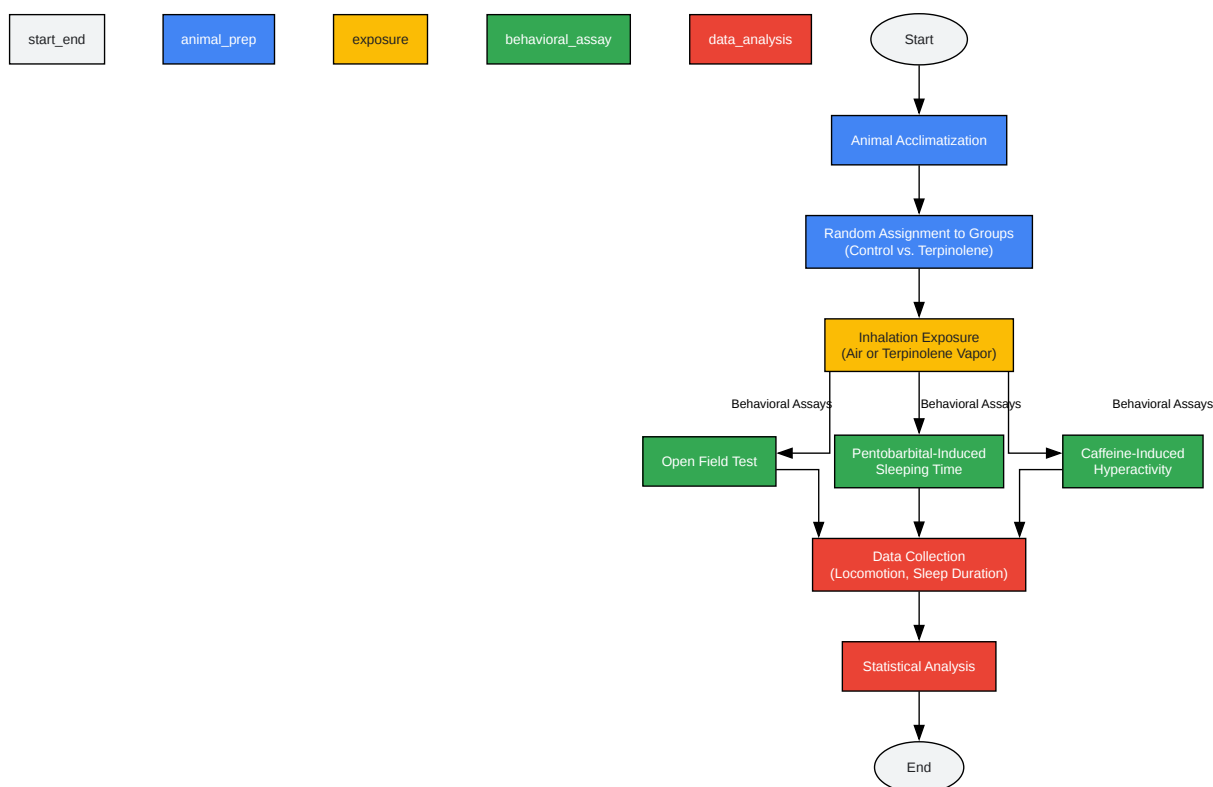 start_end
animal_prep
exposure
behavioral_assay
data_analysis
Start
Animal Acclimatization
Random Assignment to Groups
(Control vs. Terpinolene)
Inhalation Exposure
(Air or Terpinolene Vapor)
Behavioral Assays
Behavioral Assays
Behavioral Assays
Open Field Test
Pentobarbital-Induced
Sleeping Time
Caffeine-Induced
Hyperactivity
Data Collection
(Locomotion, Sleep Duration)
Statistical Analysis
End